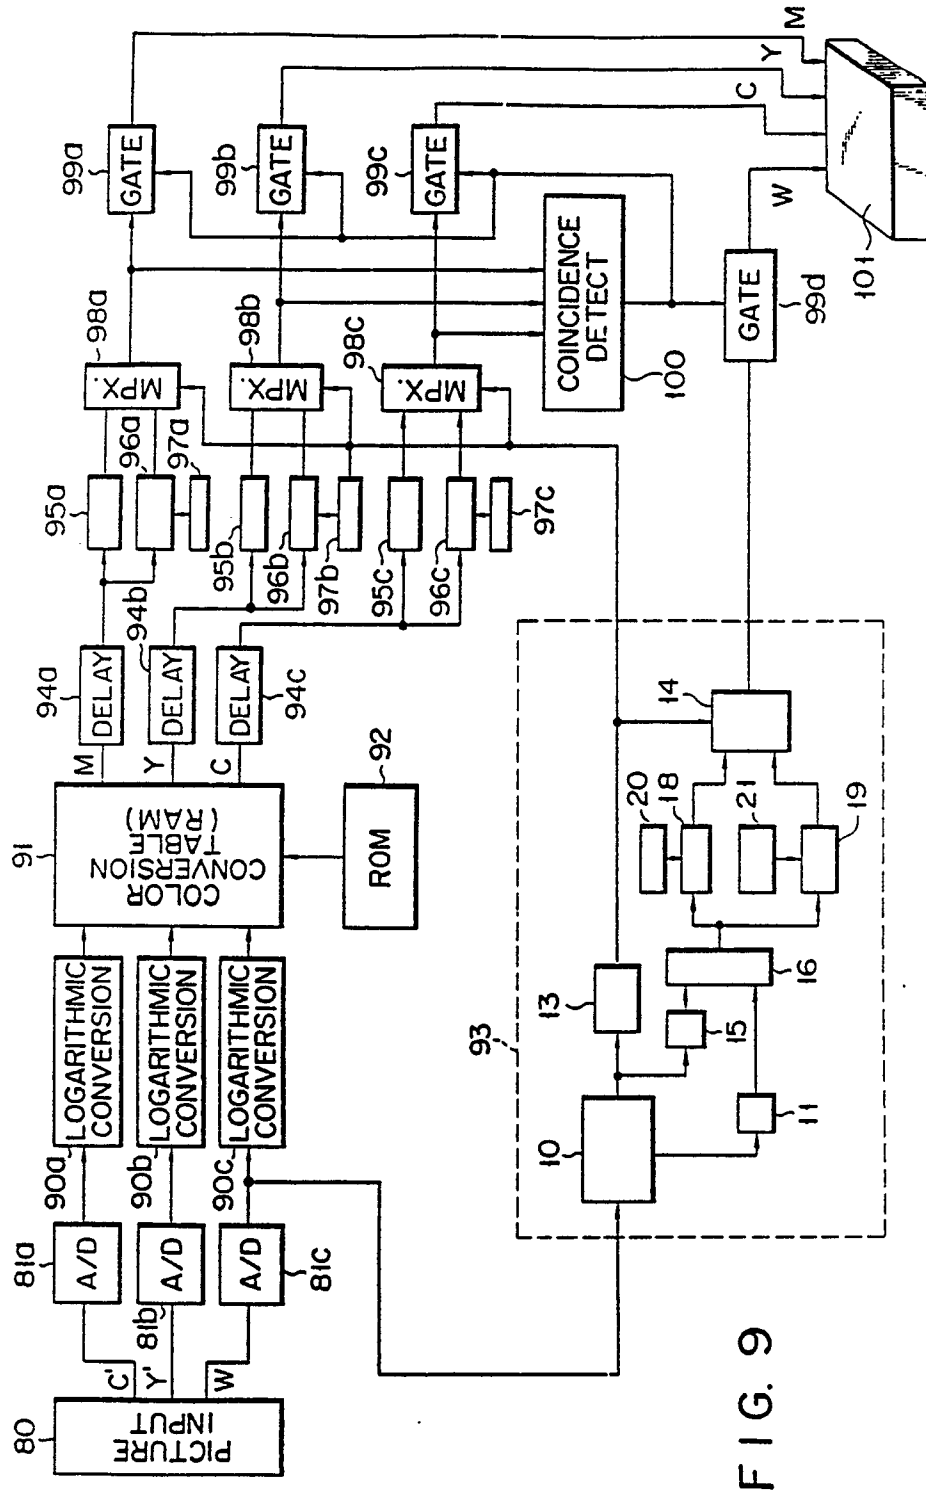 80
PICTURE
INPUT
C'
Y'
W
81a
A/D
81b
A/D
81c
A/D
90a
LOGARITHMIC
CONVERSION
90b
LOGARITHMIC
CONVERSION
90c
LOGARITHMIC
CONVERSION
91
COLOR
CONVERSION
TABLE
(RAM)
92
ROM
M
Y
C
94a
DELAY
94b
DELAY
94c
DELAY
95a
96a
97a
95b
96b
97b
95c
96c
97c
98a
MPX.
98b
MPX.
98c
MPX.
99a
GATE
99b
GATE
99c
GATE
COINCIDENCE
DETECT
100
GATE
99d
M
Y
C
W
101
93
10
11
13
15
16
20
18
21
19
14
FIG. 9